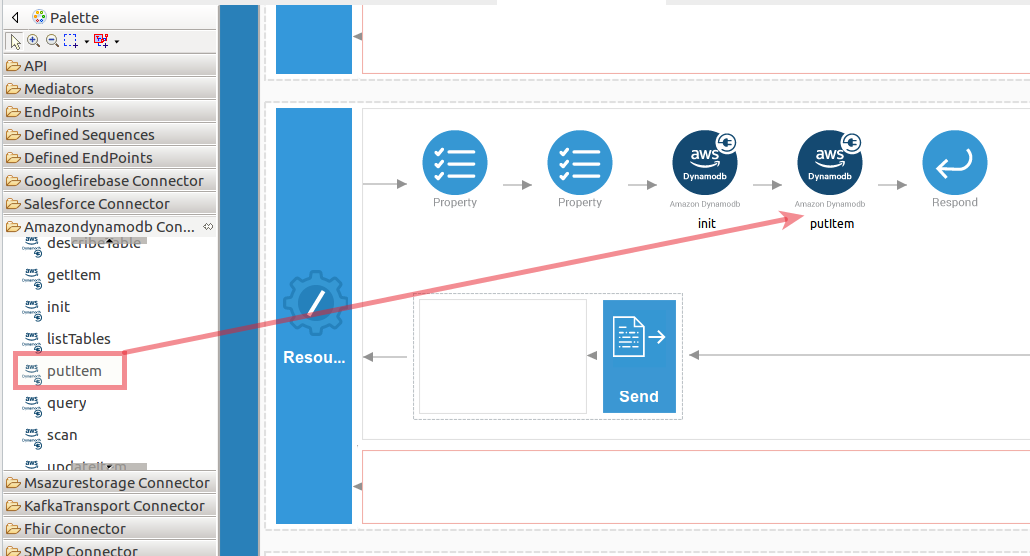 Palette
API
Mediators
EndPoints
Defined Sequences
Defined EndPoints
Googlefirebase Connector
Salesforce Connector
Amazondynamodb Con...
describeTable
getItem
init
listTables
putItem
query
scan
updateItem
Msazurestorage Connector
KafkaTransport Connector
Fhir Connector
SMPP Connector
Resou...
Property
Property
aws
Dynamodb
Amazon Dynamodb
init
aws
Dynamodb
Amazon Dynamodb
putItem
Respond
Send